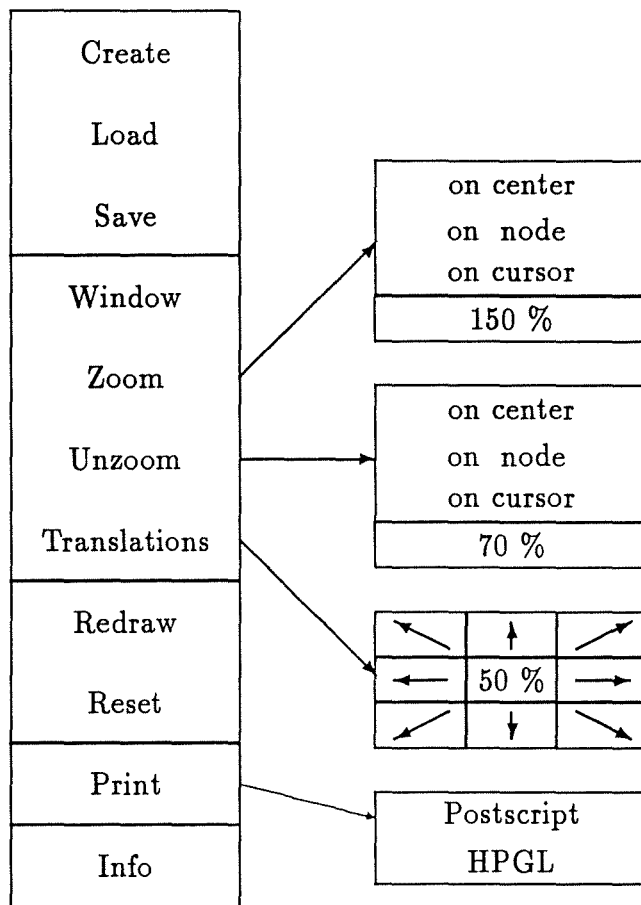 Create
Load
Save
Window
Zoom
Unzoom
Translations
Redraw
Reset
Print
Info
on center
on node
on cursor
150 %
on center
on node
on cursor
70 %
50 %
Postscript
HPGL